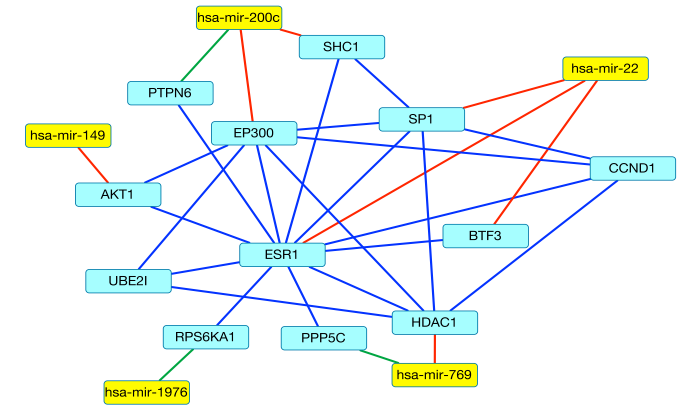 hsa-mir-200c
SHC1
hsa-mir-22
PTPN6
SP1
hsa-mir-149
EP300
CCND1
AKT1
BTF3
ESR1
UBE2I
HDAC1
RPS6KA1
PPP5C
hsa-mir-769
hsa-mir-1976